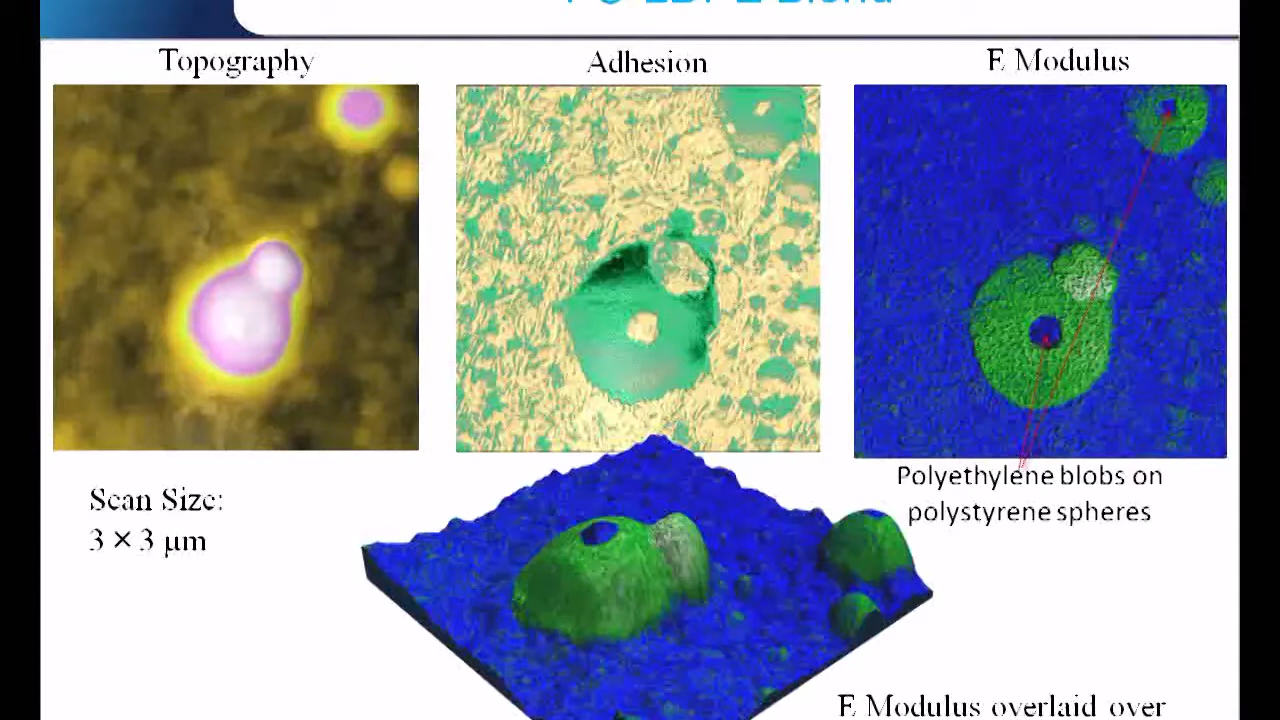 Topography
Adhesion
E Modulus
Polyethylene blobs on
polystyrene spheres
Scan Size:
3 × 3 µm
E Modulus overlaid over